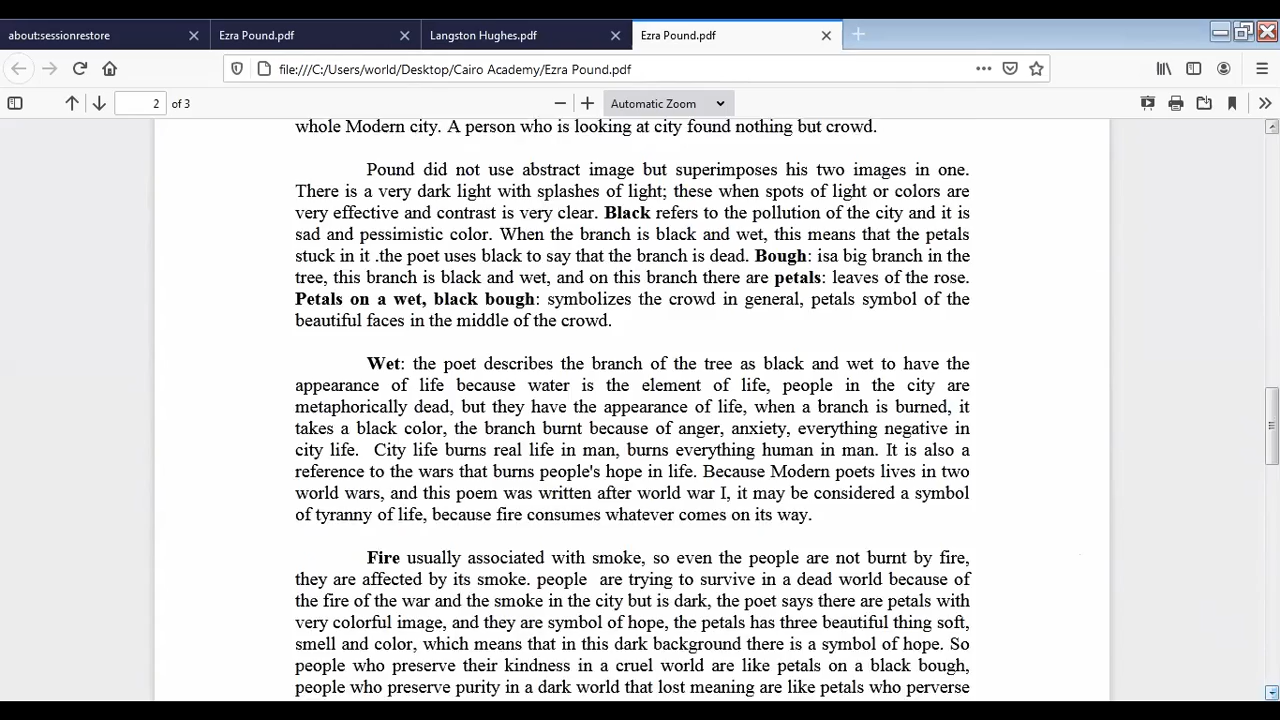 about:sessionrestore
Ezra Pound.pdf
Langston Hughes.pdf
Ezra Pound.pdf
file:///C:/Users/world/Desktop/Cairo Academy/Ezra Pound.pdf
2 of 3
Automatic Zoom
whole Modern city. A person who is looking at city found nothing but crowd.
Pound did not use abstract image but superimposes his two images in one.
There is a very dark light with splashes of light; these when spots of light or colors are
very effective and contrast is very clear. Black refers to the pollution of the city and it is
sad and pessimistic color. When the branch is black and wet, this means that the petals
stuck in it .the poet uses black to say that the branch is dead. Bough: isa big branch in the
tree, this branch is black and wet, and on this branch there are petals: leaves of the rose.
Petals on a wet, black bough: symbolizes the crowd in general, petals symbol of the
beautiful faces in the middle of the crowd.
Wet: the poet describes the branch of the tree as black and wet to have the
appearance of life because water is the element of life, people in the city are
metaphorically dead, but they have the appearance of life, when a branch is burned, it
takes a black color, the branch burnt because of anger, anxiety, everything negative in
city life.  City life burns real life in man, burns everything human in man. It is also a
reference to the wars that burns people's hope in life. Because Modern poets lives in two
world wars, and this poem was written after world war I, it may be considered a symbol
of tyranny of life, because fire consumes whatever comes on its way.
Fire usually associated with smoke, so even the people are not burnt by fire,
they are affected by its smoke. people  are trying to survive in a dead world because of
the fire of the war and the smoke in the city but is dark, the poet says there are petals with
very colorful image, and they are symbol of hope, the petals has three beautiful thing soft,
smell and color, which means that in this dark background there is a symbol of hope. So
people who preserve their kindness in a cruel world are like petals on a black bough,
people who preserve purity in a dark world that lost meaning are like petals who perverse